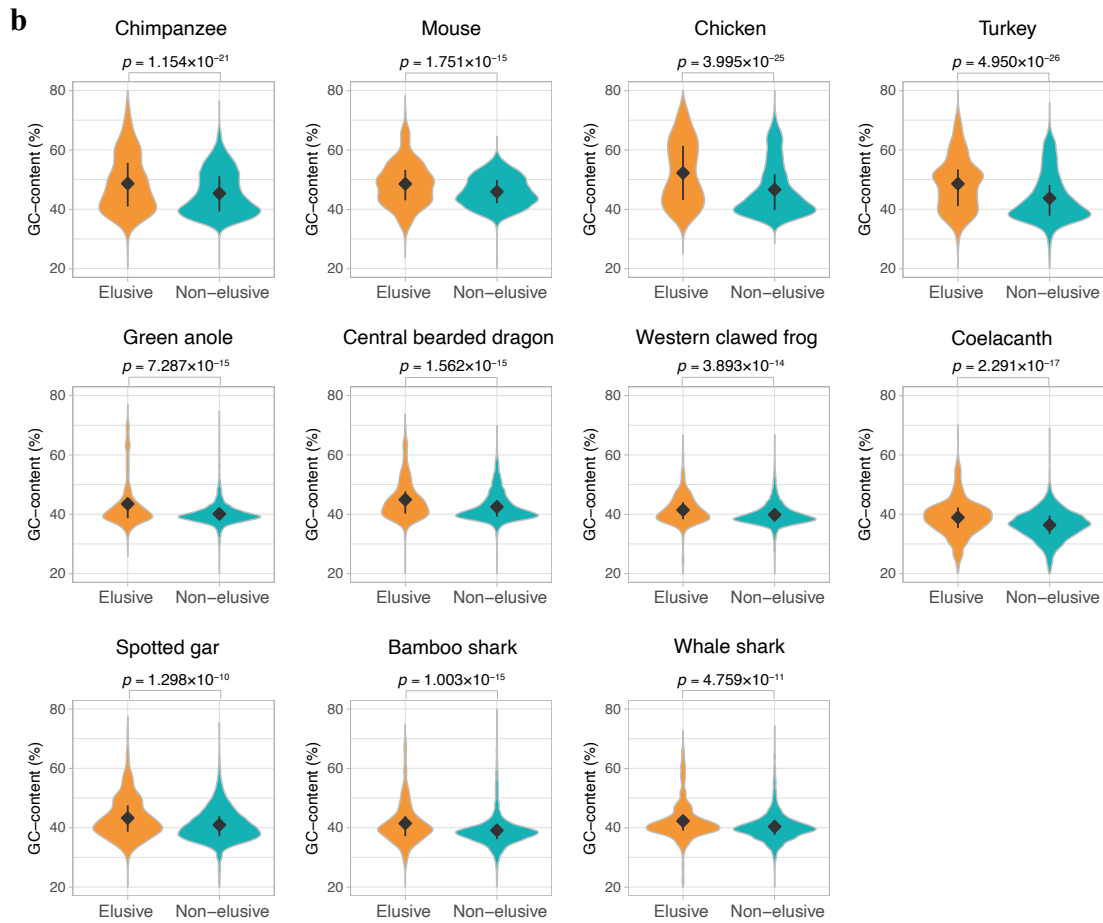 b
Chimpanzee
Mouse
Chicken
Turkey
p = 1.154×10⁻²¹
p = 1.751×10⁻¹⁵
p = 3.995×10⁻²⁵
p = 4.950×10⁻²⁶
GC−content (%)
80
60
40
20
Elusive
Non−elusive
GC−content (%)
80
60
40
20
Elusive
Non−elusive
GC−content (%)
80
60
40
20
Elusive
Non−elusive
GC−content (%)
80
60
40
20
Elusive
Non−elusive
Green anole
Central bearded dragon
Western clawed frog
Coelacanth
p = 7.287×10⁻¹⁵
p = 1.562×10⁻¹⁵
p = 3.893×10⁻¹⁴
p = 2.291×10⁻¹⁷
GC−content (%)
80
60
40
20
Elusive
Non−elusive
GC−content (%)
80
60
40
20
Elusive
Non−elusive
GC−content (%)
80
60
40
20
Elusive
Non−elusive
GC−content (%)
80
60
40
20
Elusive
Non−elusive
Spotted gar
Bamboo shark
Whale shark
p = 1.298×10⁻¹⁰
p = 1.003×10⁻¹⁵
p = 4.759×10⁻¹¹
GC−content (%)
80
60
40
20
Elusive
Non−elusive
GC−content (%)
80
60
40
20
Elusive
Non−elusive
GC−content (%)
80
60
40
20
Elusive
Non−elusive